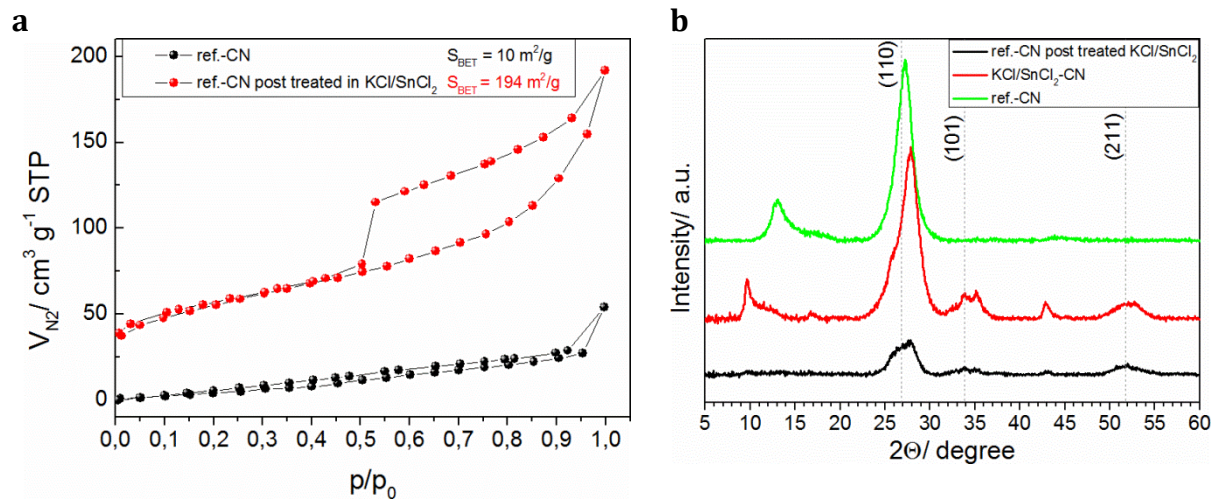 a
200
150
100
50
0
V_N2/ cm³ g⁻¹ STP
ref.-CN S_BET = 10 m²/g
ref.-CN post treated in KCl/SnCl₂ S_BET = 194 m²/g
0,0 0,1 0,2 0,3 0,4 0,5 0,6 0,7 0,8 0,9 1,0
p/p₀
b
ref.-CN post treated KCl/SnCl₂
KCl/SnCl₂-CN
ref.-CN
(110)
(101)
(211)
Intensity/ a.u.
5 10 15 20 25 30 35 40 45 50 55 60
2Θ/ degree